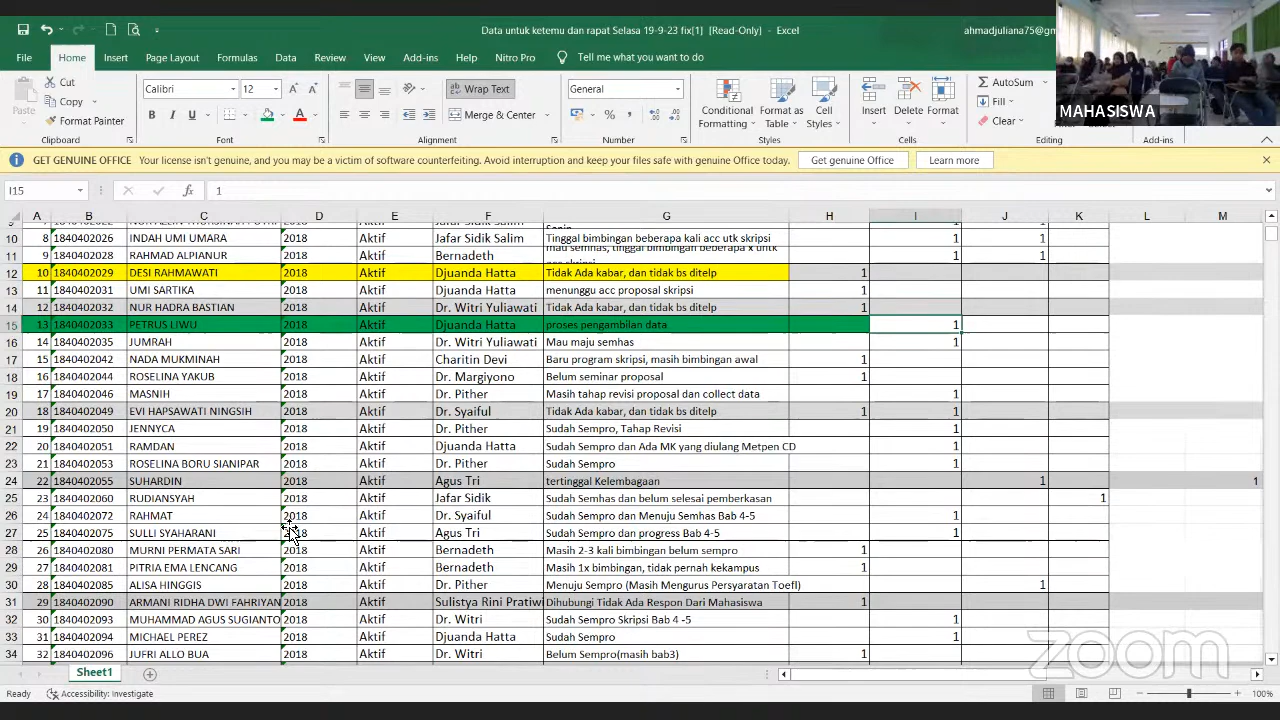 Data untuk ketemu dan rapat Selasa 19-9-23 fix[1] [Read-Only] - Excel
ahmadjuliana75@gm
MAHASISWA
File Home Insert Page Layout Formulas Data Review View Add-ins Help Nitro Pro Tell me what you want to do
Cut
Copy
Format Painter
Paste
Calibri 12
B I U
Wrap Text
Merge & Center
General
Conditional Formatting
Format as Table
Cell Styles
Insert
Delete
Format
AutoSum
Fill
Clear
Clipboard Font Alignment Number Styles Cells Editing Add-ins
GET GENUINE OFFICE Your license isn't genuine, and you may be a victim of software counterfeiting. Avoid interruption and keep your files safe with genuine Office today. Get genuine Office Learn more
I15 fx 1
A B C D E F G H I J K L M
10 8 1840402026 INDAH UMI UMARA 2018 Aktif Jafar Sidik Salim Tinggal bimbingan beberapa kali acc utk skripsi 1 1
11 9 1840402028 RAHMAD ALPIANUR 2018 Aktif Bernadeth mau semhas, tinggal bimbingan beberapa x untk 1 1
12 10 1840402029 DESI RAHMAWATI 2018 Aktif Djuanda Hatta Tidak Ada kabar, dan tidak bs ditelp 1
13 11 1840402031 UMI SARTIKA 2018 Aktif Djuanda Hatta menunggu acc proposal skripsi 1
14 12 1840402032 NUR HADRA BASTIAN 2018 Aktif Dr. Witri Yuliawati Tidak Ada kabar, dan tidak bs ditelp 1
15 13 1840402033 PETRUS LIWU 2018 Aktif Djuanda Hatta proses pengambilan data 1
16 14 1840402035 JUMRAH 2018 Aktif Dr. Witri Yuliawati Mau maju semhas 1
17 15 1840402042 NADA MUKMINAH 2018 Aktif Charitin Devi Baru program skripsi, masih bimbingan awal 1
18 16 1840402044 ROSELINA YAKUB 2018 Aktif Dr. Margiyono Belum seminar proposal 1
19 17 1840402046 MASNIH 2018 Aktif Dr. Pither Masih tahap revisi proposal dan collect data 1
20 18 1840402049 EVI HAPSAWATI NINGSIH 2018 Aktif Dr. Syaiful Tidak Ada kabar, dan tidak bs ditelp 1 1
21 19 1840402050 JENNYCA 2018 Aktif Dr. Pither Sudah Sempro, Tahap Revisi 1
22 20 1840402051 RAMDAN 2018 Aktif Djuanda Hatta Sudah Sempro dan Ada MK yang diulang Metpen CD 1
23 21 1840402053 ROSELINA BORU SIANIPAR 2018 Aktif Dr. Pither Sudah Sempro 1
24 22 1840402055 SUHARDIN 2018 Aktif Agus Tri tertinggal Kelembagaan 1 1
25 23 1840402060 RUDIANSYAH 2018 Aktif Jafar Sidik Sudah Semhas dan belum selesai pemberkasan 1
26 24 1840402072 RAHMAT 2018 Aktif Dr. Syaiful Sudah Sempro dan Menuju Semhas Bab 4-5 1
27 25 1840402075 SULLI SYAHARANI 2018 Aktif Agus Tri Sudah Sempro dan progress Bab 4-5 1
28 26 1840402080 MURNI PERMATA SARI 2018 Aktif Bernadeth Masih 2-3 kali bimbingan belum sempro 1
29 27 1840402081 PITRIA EMA LENCANG 2018 Aktif Bernadeth Masih 1x bimbingan, tidak pernah kekampus 1
30 28 1840402085 ALISA HINGGIS 2018 Aktif Dr. Pither Menuju Sempro (Masih Mengurus Persyaratan Toefl) 1
31 29 1840402090 ARMANI RIDHA DWI FAHRIYAN 2018 Aktif Sulistya Rini Pratiwi Dihubungi Tidak Ada Respon Dari Mahasiswa 1
32 30 1840402093 MUHAMMAD AGUS SUGIANTO 2018 Aktif Dr. Witri Sudah Sempro Skripsi Bab 4 -5 1
33 31 1840402094 MICHAEL PEREZ 2018 Aktif Djuanda Hatta Sudah Sempro 1
34 32 1840402096 JUFRI ALLO BUA 2018 Aktif Dr. Witri Belum Sempro(masih bab3) 1
zoom
Sheet1
Ready Accessibility: Investigate 100%